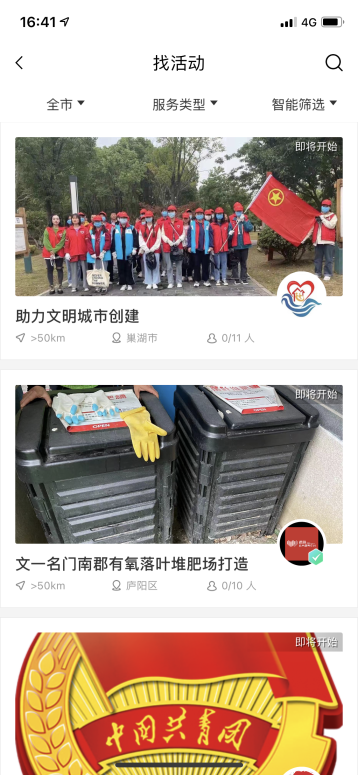 16:41
4G
找活动
全市
服务类型
智能筛选
即将开始
助力文明城市创建
>50km
巢湖市
0/11 人
即将开始
OPEN
文一名门南郡有氧落叶堆肥场打造
>50km
庐阳区
0/10 人
即将开始
中国共青团